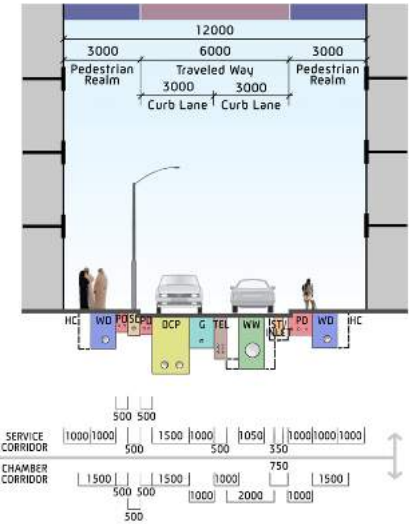 12000
3000 6000 3000
Pedestrian Realm Traveled Way Pedestrian Realm
3000 3000
Curb Lane Curb Lane
HC WD PD SL PD DCP G TEL WW ST/ INLET PD WD HC
500 500
SERVICE CORRIDOR 1000 1000 500 1500 1000 500 1050 350 1000 1000 1000
CHAMBER CORRIDOR 1500 500 500 1500 1000 750 1500
500 1000 2000 1000